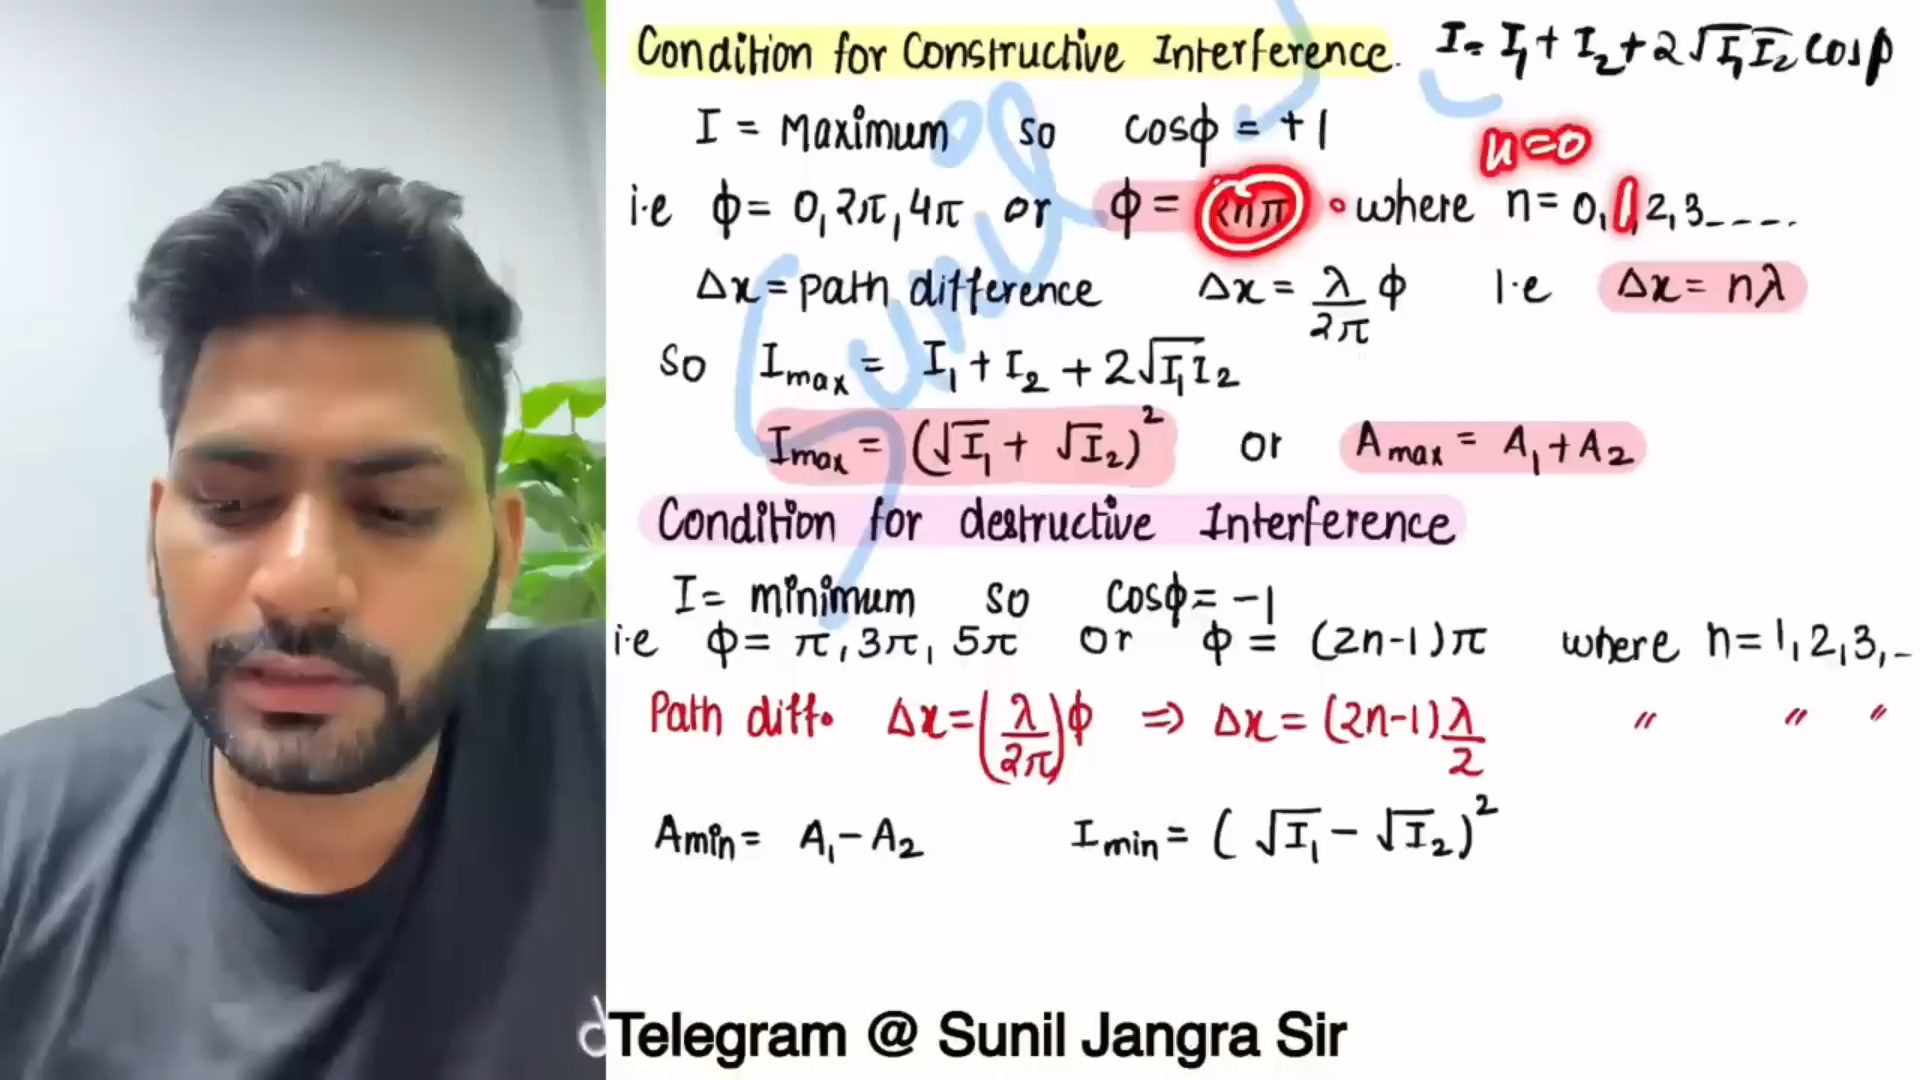 Condition for Constructive Interference. I = I₁ + I₂ + 2√I₁I₂ cosφ
I = Maximum so cosϕ = +1
n=0
i.e ϕ = 0, 2π, 4π or ϕ = 2nπ where n= 0, 1, 2, 3-----
Δx = path difference Δx = λ/2π ϕ I.e Δx = nλ
so Imax = I₁ + I₂ + 2√I₁I₂
Imax = (√I₁ + √I₂)² or Amax = A₁ + A₂
Condition for destructive Interference
I = minimum so cosϕ = -1
i.e ϕ = π, 3π, 5π or ϕ = (2n-1)π where n=1,2,3,-
Path diff. Δx = (λ/2π)ϕ ⇒ Δx = (2n-1)λ/2 〃 〃 〃
Amin = A₁ - A₂ Imin = (√I₁ - √I₂)²
Sunil
Telegram @ Sunil Jangra Sir